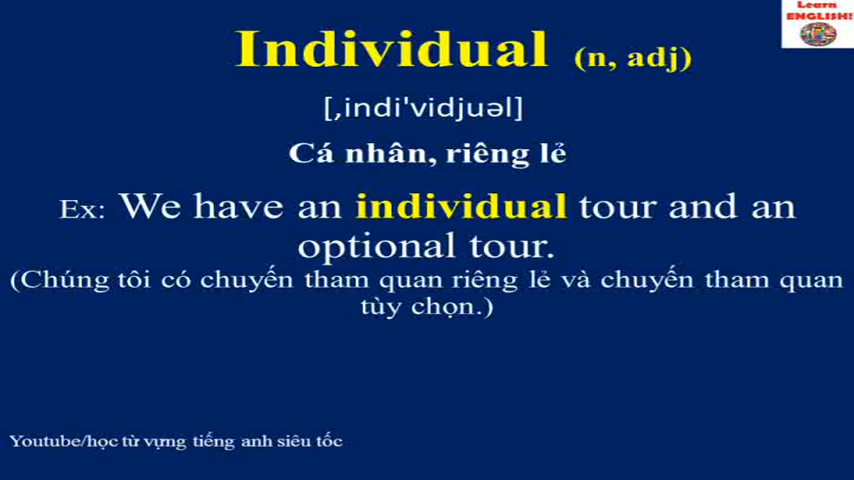 Learn
ENGLISH!
Individual (n, adj)
[,indi'vidjuəl]
Cá nhân, riêng lẻ
Ex: We have an individual tour and an
optional tour.
(Chúng tôi có chuyến tham quan riêng lẻ và chuyến tham quan
tùy chọn.)
Youtube/học từ vựng tiếng anh siêu tốc